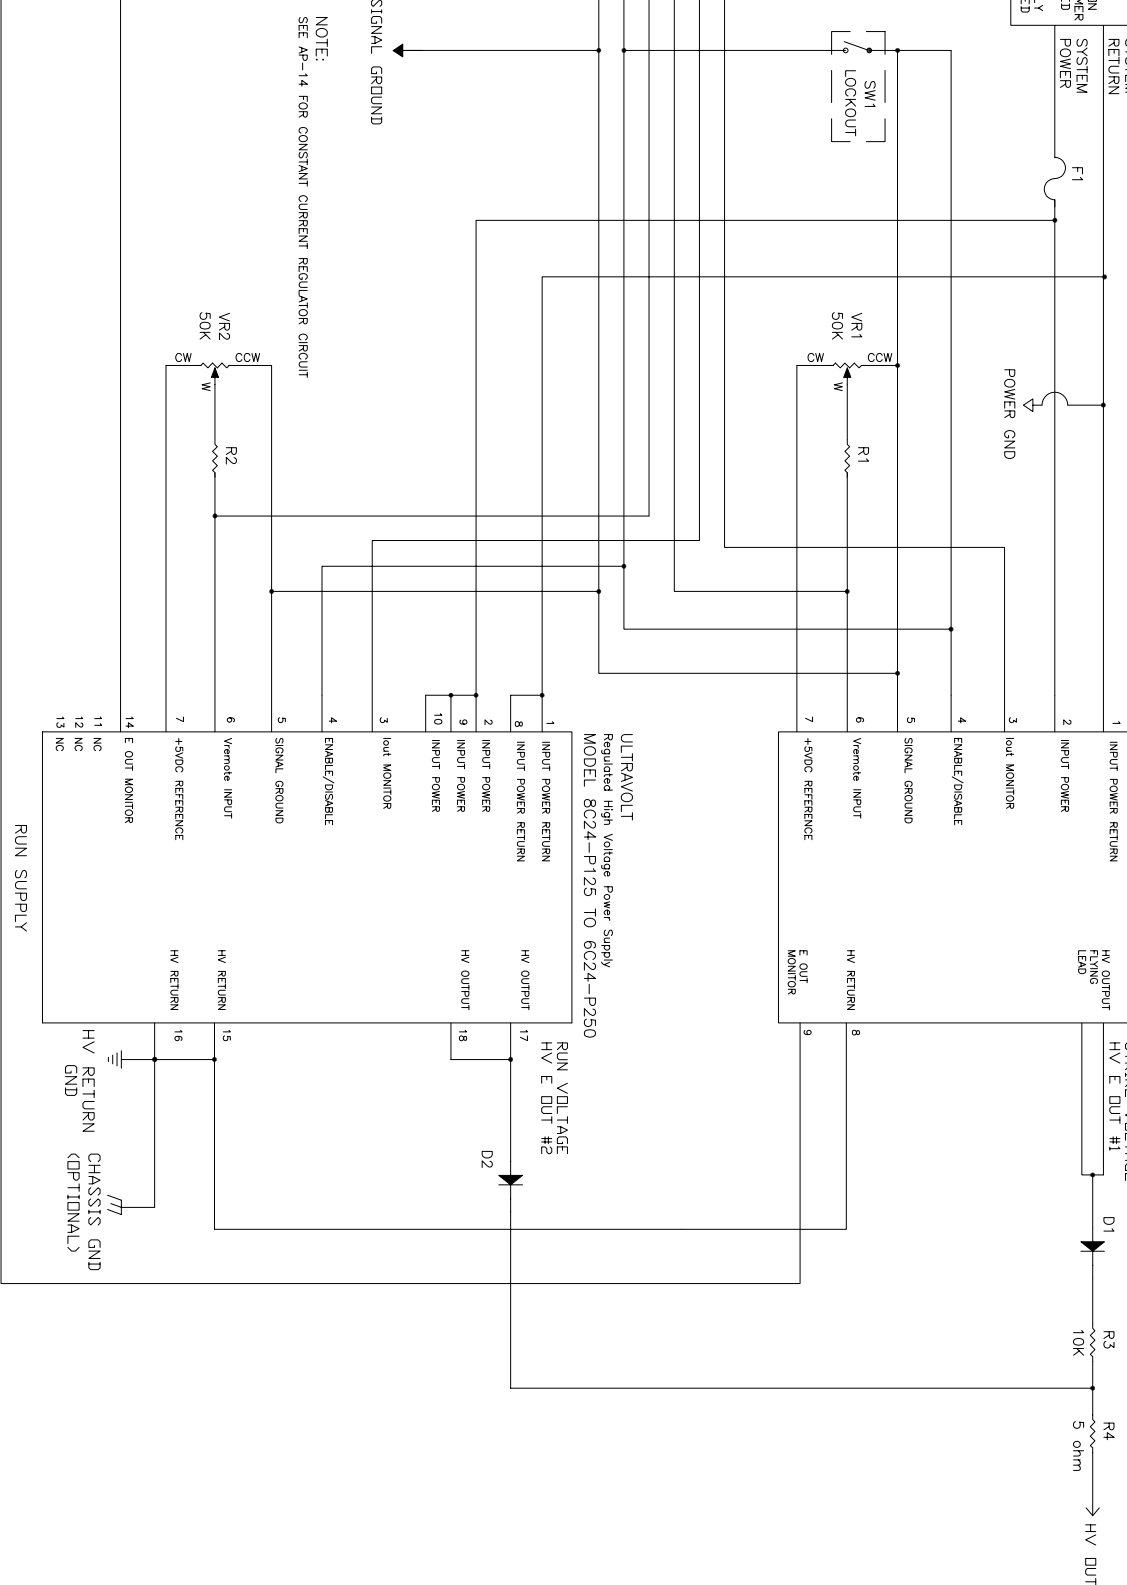 SYSTEM
POWER
RETURN
F1
POWER GND
SW1
LOCKOUT
VR1
50K
CCW
CW
W
R1
SIGNAL GROUND
NOTE:
SEE AP-14 FOR CONSTANT CURRENT REGULATOR CIRCUIT
VR2
50K
CCW
CW
W
R2
1 INPUT POWER RETURN
2 INPUT POWER
3 Iout MONITOR
4 ENABLE/DISABLE
5 SIGNAL GROUND
6 Vremote INPUT
7 +5VDC REFERENCE
HV OUTPUT
FLYING
LEAD
HV RETURN
8
E OUT
MONITOR
9
HV E OUT #1
D1
R3
10K
R4
5 ohm
HV OUT
ULTRAVOLT
Regulated High Voltage Power Supply
MODEL 8C24-P125 TO 6C24-P250
1 INPUT POWER RETURN
8 INPUT POWER RETURN
2 INPUT POWER
9 INPUT POWER
10 INPUT POWER
3 Iout MONITOR
4 ENABLE/DISABLE
5 SIGNAL GROUND
6 Vremote INPUT
7 +5VDC REFERENCE
14 E OUT MONITOR
11 NC
12 NC
13 NC
HV OUTPUT 17
HV OUTPUT 18
HV RETURN 15
HV RETURN 16
RUN VOLTAGE
HV E OUT #2
D2
HV RETURN
GND
CHASSIS GND
(OPTIONAL)
RUN SUPPLY